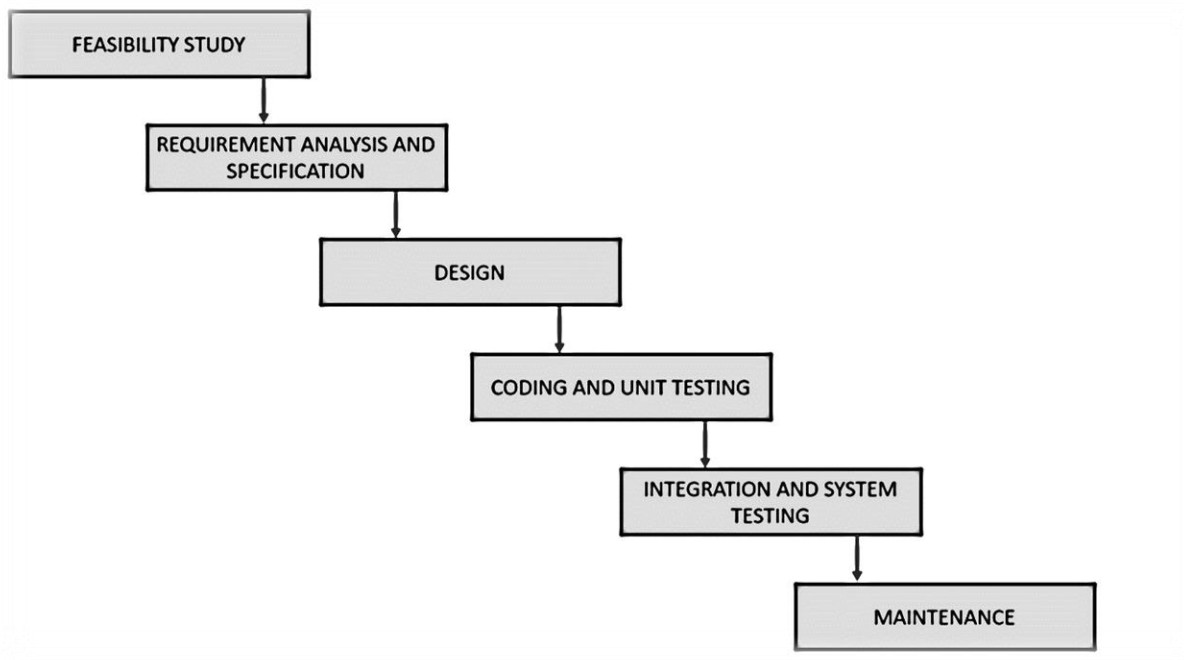 FEASIBILITY STUDY
REQUIREMENT ANALYSIS AND
SPECIFICATION
DESIGN
CODING AND UNIT TESTING
INTEGRATION AND SYSTEM
TESTING
MAINTENANCE